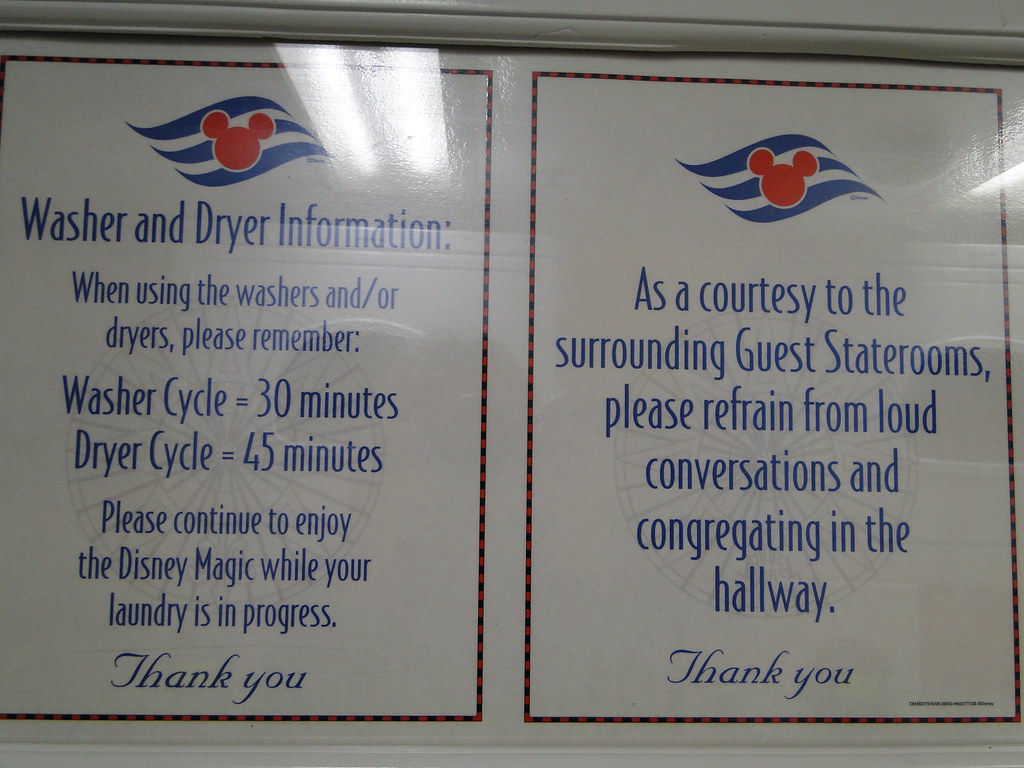 Washer and Dryer Information:
When using the washers and/or
dryers, please remember:
Washer Cycle = 30 minutes
Dryer Cycle = 45 minutes
Please continue to enjoy
the Disney Magic while your
laundry is in progress.
Thank you
As a courtesy to the
surrounding Guest Staterooms,
please refrain from loud
conversations and
congregating in the
hallway.
Thank you